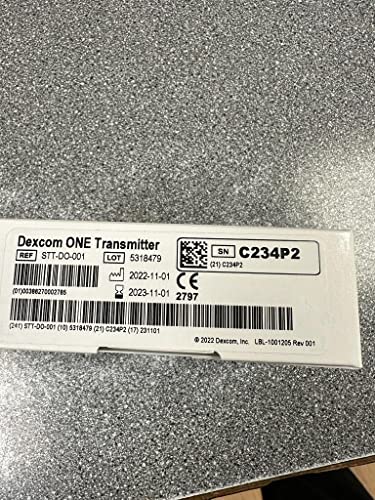 Dexcom ONE Transmitter
REF STT-DO-001 LOT 5318479
2022-11-01
2023-11-01
CE
2797
SN C234P2
(21) C234P2
(01)00386270002785
(241) STT-DO-001 (10) 5318479 (21) C234P2 (17) 231101
© 2022 Dexcom, Inc. LBL-1001205 Rev 001